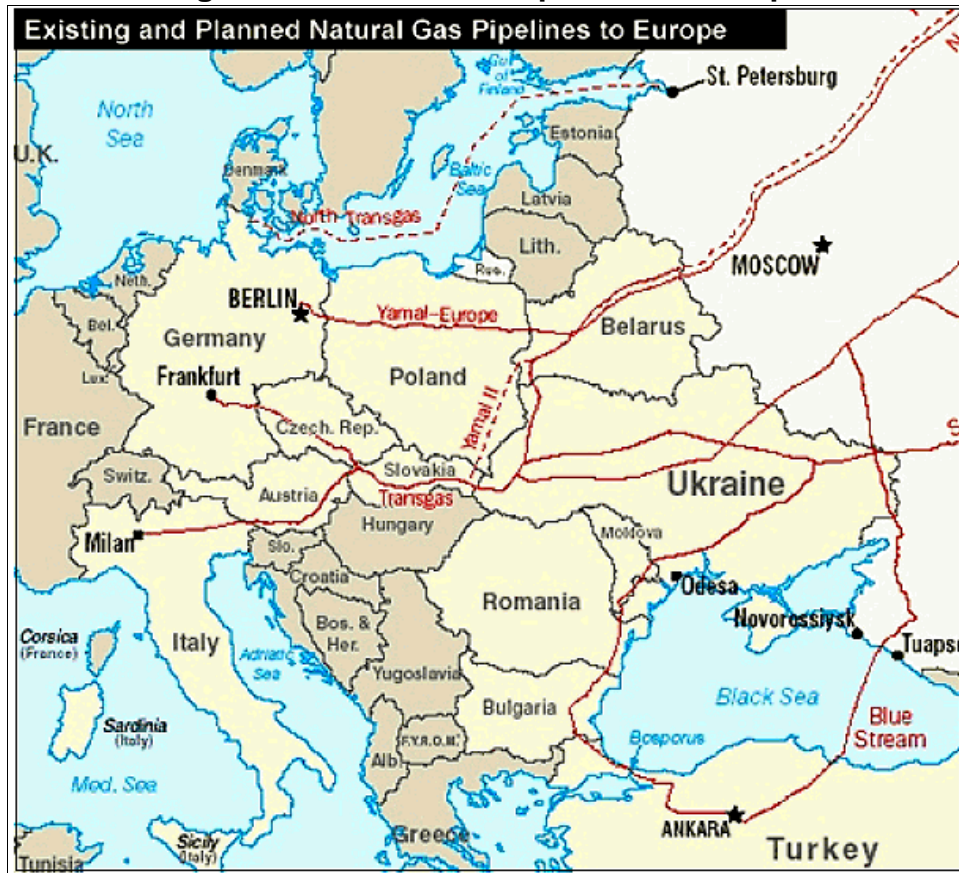 Existing and Planned Natural Gas Pipelines to Europe
Gulf
of
Finland
St. Petersburg
North
Sea
Estonia
U.K.
Denmark
Baltic
Sea
Latvia
North Transgas
Lith.
MOSCOW
Rus.
Neth.
BERLIN
Yamal-Europe
Belarus
Bel.
Germany
Lux.
Frankfurt
Poland
Yamal II
France
Czech. Rep.
Slovakia
Ukraine
Switz.
Austria
Transgas
Hungary
Milan
Slo.
Moldova
Croatia
Odesa
Romania
Bos. &
Her.
Novorossiysk
Corsica
(France)
Italy
Adriatic
Sea
Tuapse
Yugoslavia
Black Sea
Bulgaria
Sardinia
(Italy)
Blue
Stream
F.Y.R.O.M.
Bosporus
Alb
Med. Sea
ANKARA
Greece
Sicily
(Italy)
Turkey
Tunisia